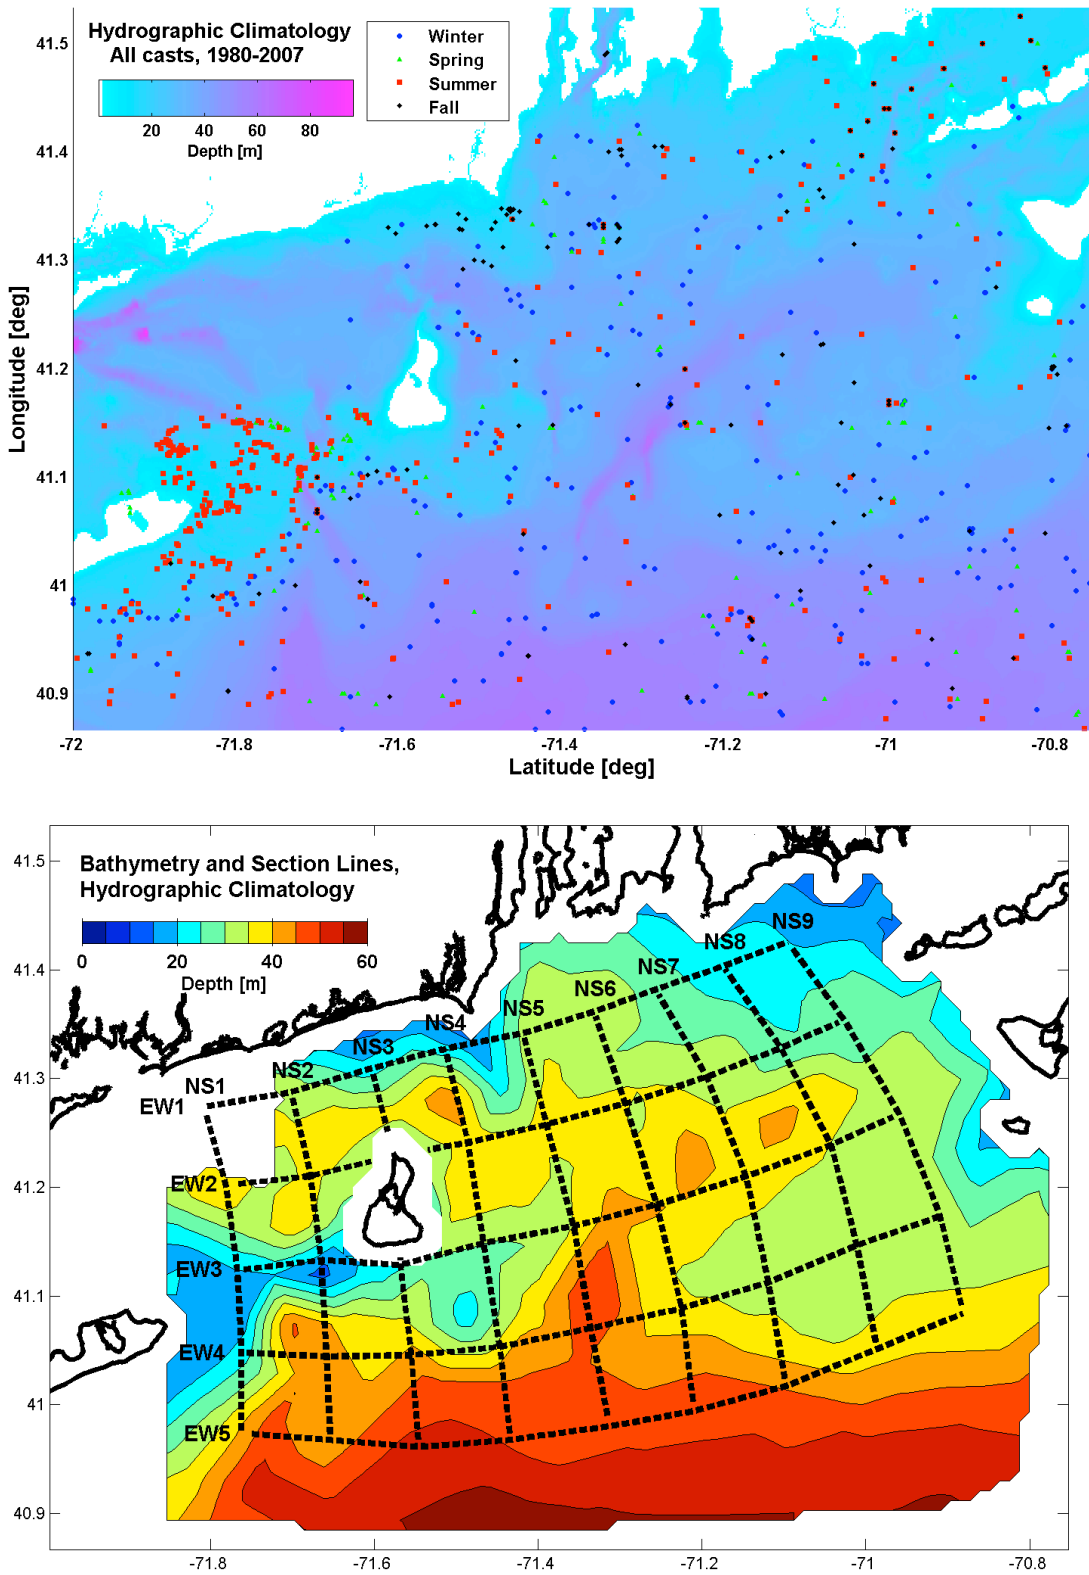 Hydrographic Climatology
All casts, 1980-2007
20 40 60 80
Depth [m]
Winter
Spring
Summer
Fall
41.5
41.4
41.3
41.2
41.1
41
40.9
Longitude [deg]
-72 -71.8 -71.6 -71.4 -71.2 -71 -70.8
Latitude [deg]
Bathymetry and Section Lines,
Hydrographic Climatology
0 20 40 60
Depth [m]
41.5
41.4
41.3
41.2
41.1
41
40.9
NS1
NS2
NS3
NS4
NS5
NS6
NS7
NS8
NS9
EW1
EW2
EW3
EW4
EW5
-71.8 -71.6 -71.4 -71.2 -71 -70.8